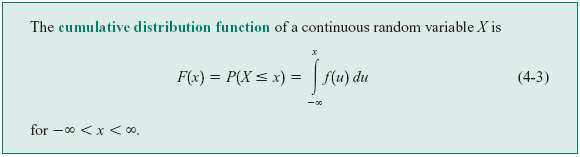 The cumulative distribution function of a continuous random variable X is
F(x) = P(X ≤ x) = ∫_{-∞}^{x} f(u) du (4-3)
for -∞ < x < ∞.